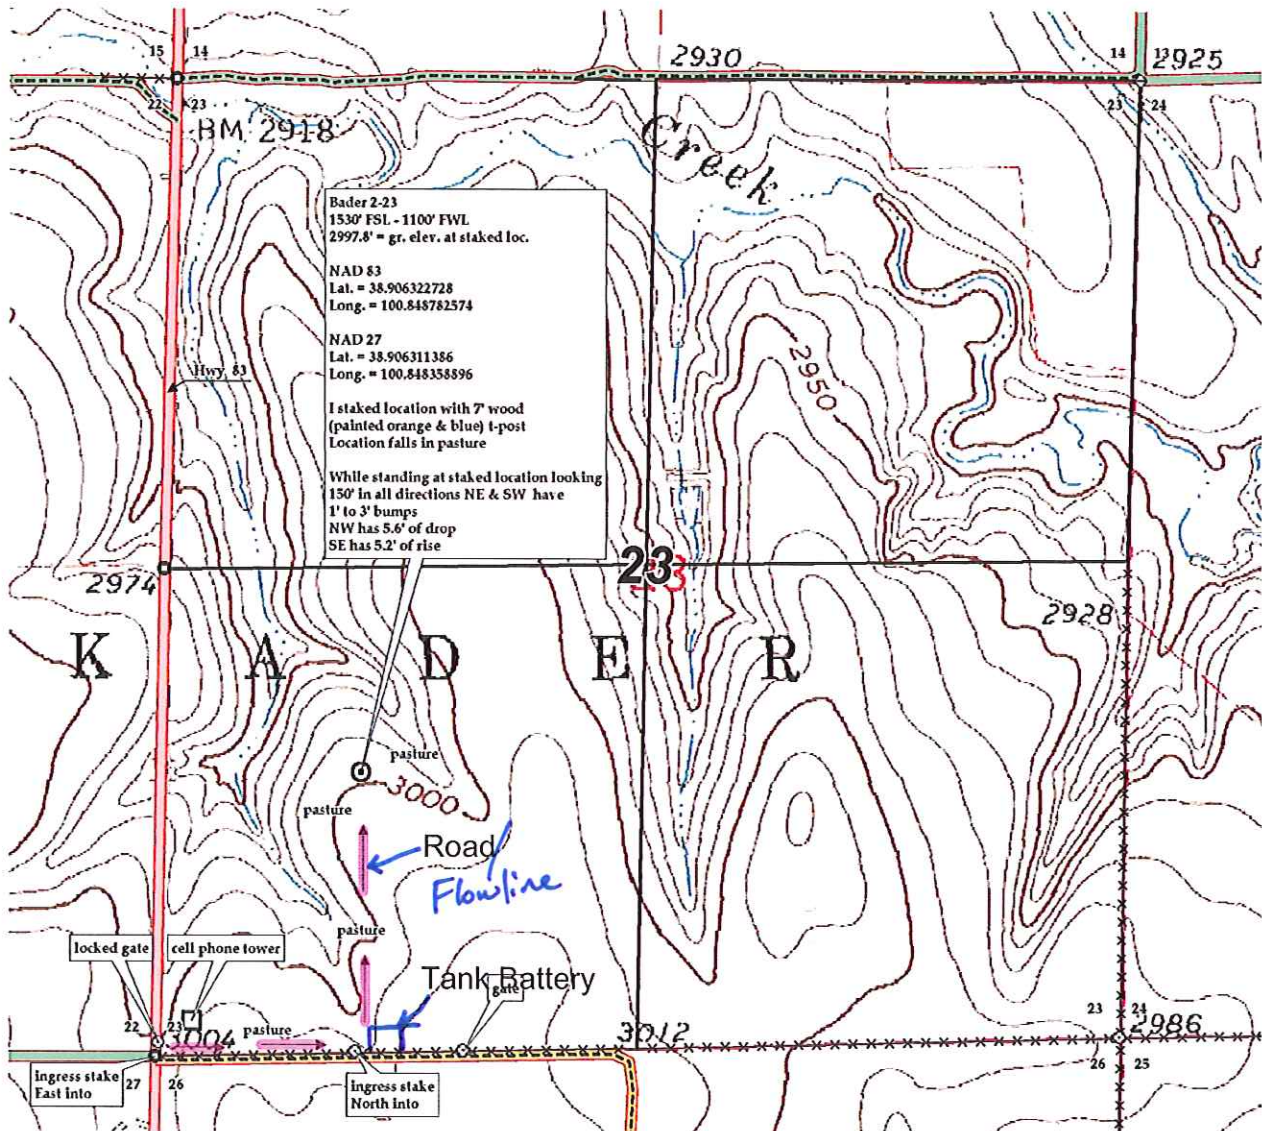 15 14
2930
14 13
2925
22 23
23 24
BM 2918
Creek
Bader 2-23
1530' FSL - 1100' FWL
2997.8' = gr. elev. at staked loc.
NAD 83
Lat. = 38.906322728
Long. = 100.848782574
NAD 27
Lat. = 38.906311386
Long. = 100.848358896
I staked location with 7' wood
(painted orange & blue) t-post
Location falls in pasture
While standing at staked location looking
150' in all directions NE & SW have
1' to 3' bumps
NW has 5.6' of drop
SE has 5.2' of rise
Hwy 83
2950
23
2974
2928
K A D E R
pasture
3000
pasture
Road/
Flowline
pasture
locked gate
cell phone tower
Tank Battery
gate
22 23
3004
pasture
3012
23 24
2986
ingress stake
East into
27 26
ingress stake
North into
26 25